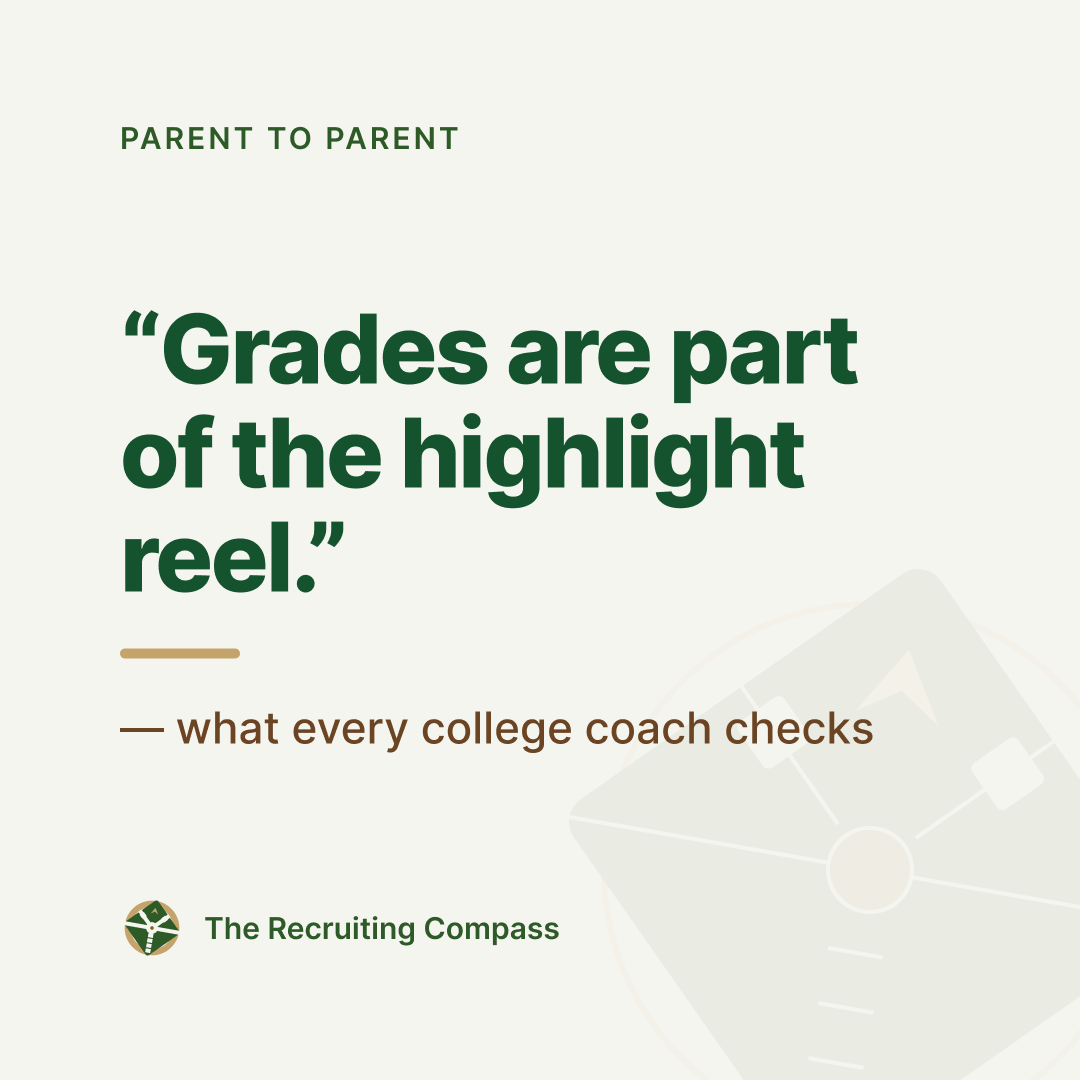 PARENT TO PARENT
“Grades are part
of the highlight
reel.”
— what every college coach checks
The Recruiting Compass